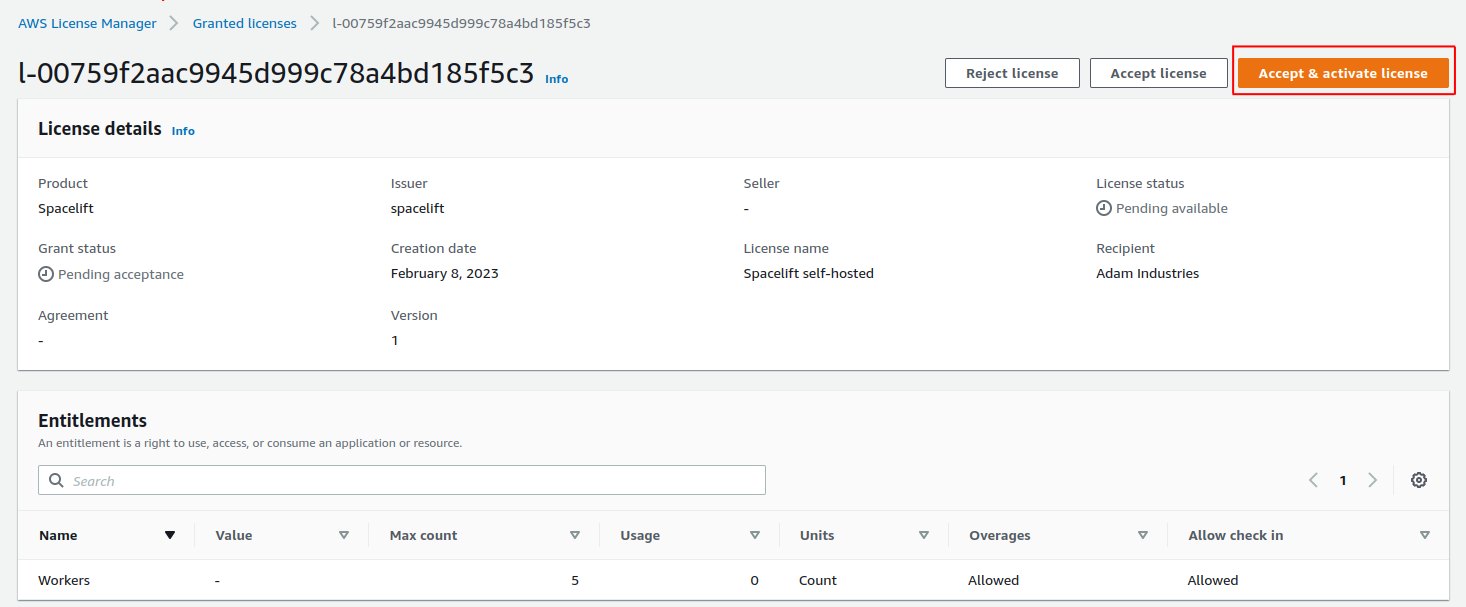 AWS License Manager Granted licenses l-00759f2aac9945d999c78a4bd185f5c3
l-00759f2aac9945d999c78a4bd185f5c3 Info Reject license Accept license Accept & activate license
License details Info
Product Issuer Seller License status
Spacelift spacelift - Pending available
Grant status Creation date License name Recipient
Pending acceptance February 8, 2023 Spacelift self-hosted Adam Industries
Agreement Version
- 1
Entitlements
An entitlement is a right to use, access, or consume an application or resource.
Search 1
Name Value Max count Usage Units Overages Allow check in
Workers - 5 0 Count Allowed Allowed